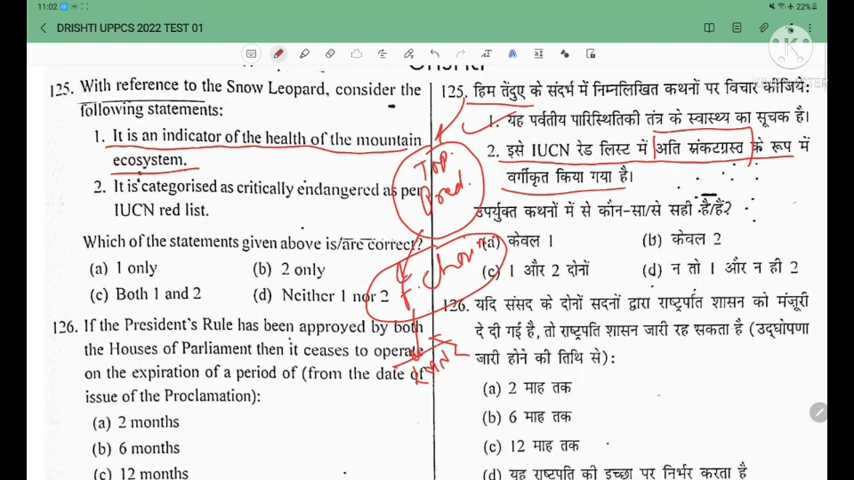 11:02
22%
DRISHTI UPPCS 2022 TEST 01
125. With reference to the Snow Leopard, consider the
following statements:
1. It is an indicator of the health of the mountain
ecosystem.
2. It is categorised as critically endangered as per
IUCN red list.
Which of the statements given above is/are correct?
(a) 1 only
(b) 2 only
(c) Both 1 and 2
(d) Neither 1 nor 2
126. If the President's Rule has been approved by both
the Houses of Parliament then it ceases to operate
on the expiration of a period of (from the date of
issue of the Proclamation):
(a) 2 months
(b) 6 months
(c) 12 months
Top
Pred.
F. Chain
125. हिम तेंदुए के संदर्भ में निम्नलिखित कथनों पर विचार कीजिये:
1. यह पर्वतीय पारिस्थितिकी तंत्र के स्वास्थ्य का सूचक है।
2. इसे IUCN रेड लिस्ट में अति संकटग्रस्त के रूप में
वर्गीकृत किया गया है।
उपर्युक्त कथनों में से कौन-सा/से सही है/हैं?
(a) केवल 1
(b) केवल 2
(c) 1 और 2 दोनों
(d) न तो 1 और न ही 2
126. यदि संसद के दोनों सदनों द्वारा राष्ट्रपति शासन को मंज़ूरी
दे दी गई है, तो राष्ट्रपति शासन जारी रह सकता है (उद्घोषणा
जारी होने की तिथि से):
(a) 2 माह तक
(b) 6 माह तक
(c) 12 माह तक
(d) यह राष्ट्रपति की इच्छा पर निर्भर करता है